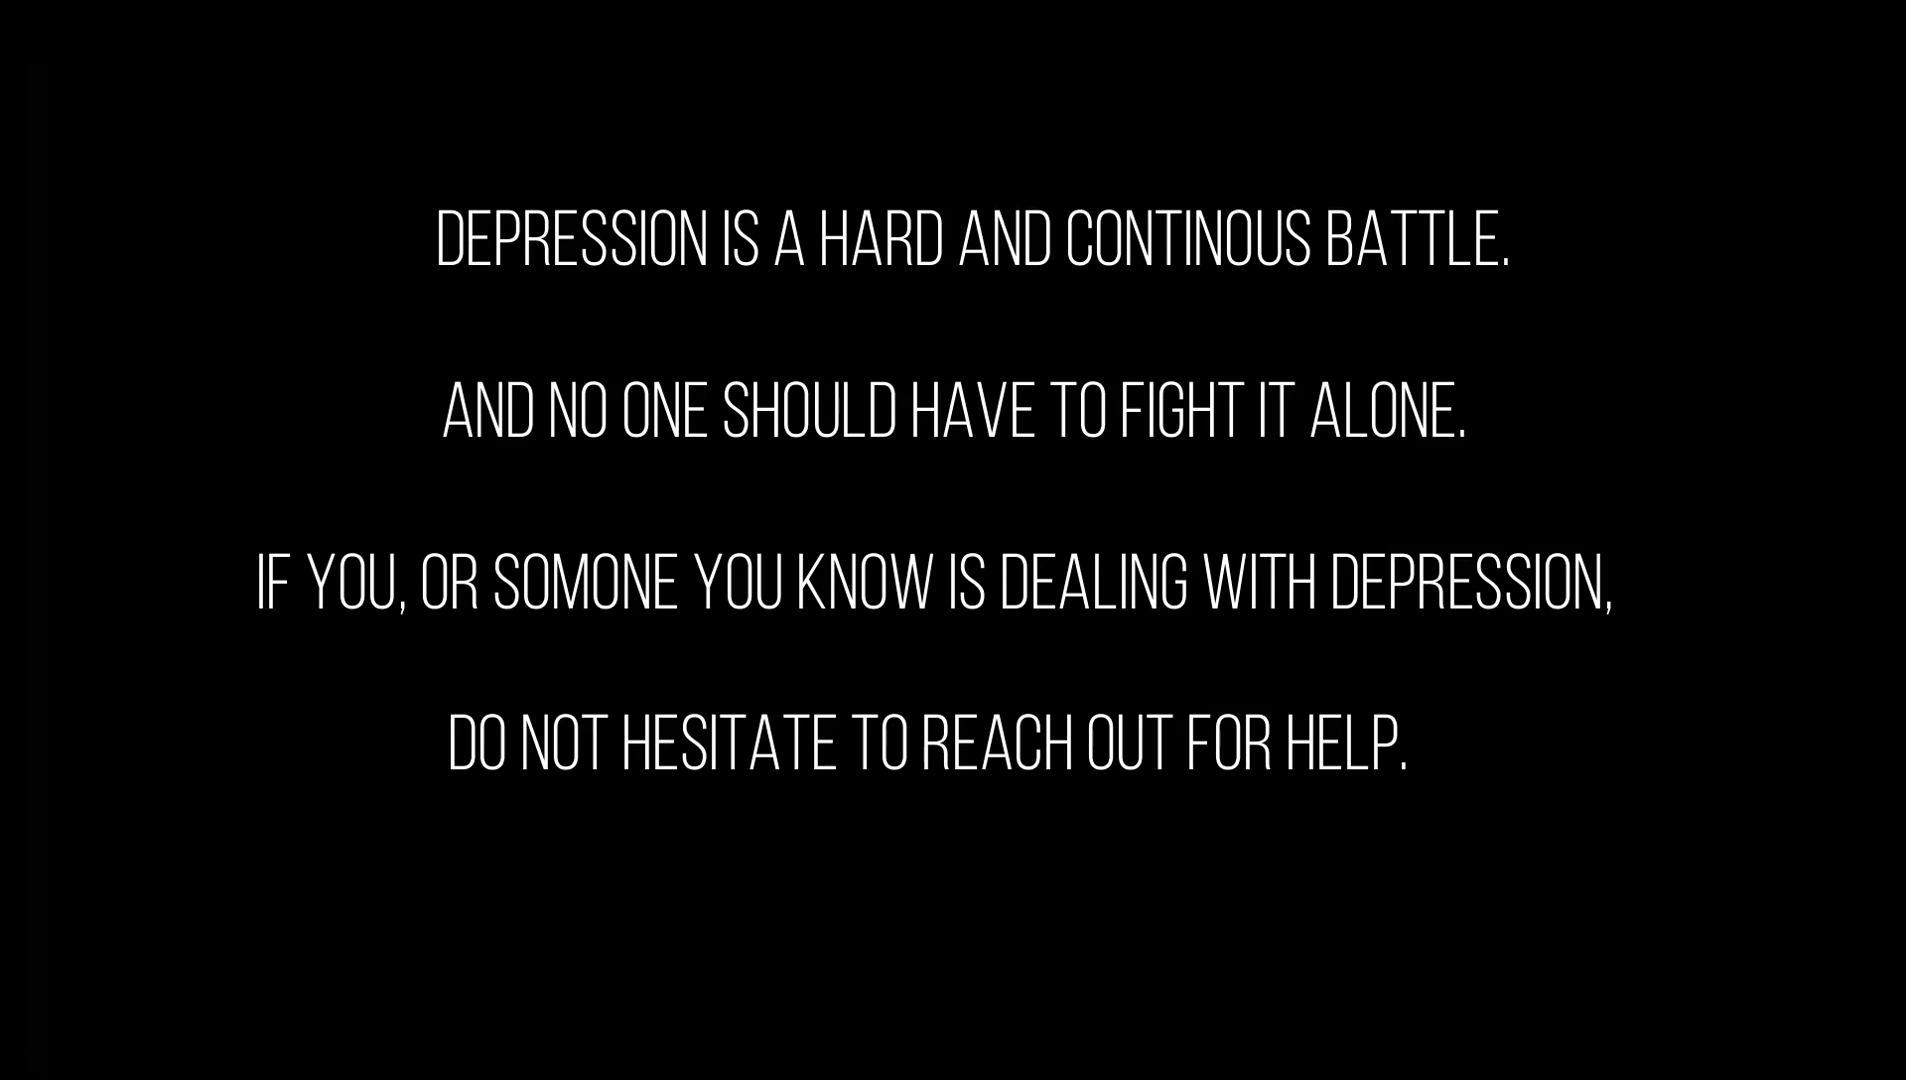 DEPRESSION IS A HARD AND CONTINOUS BATTLE.
AND NO ONE SHOULD HAVE TO FIGHT IT ALONE.
IF YOU, OR SOMONE YOU KNOW IS DEALING WITH DEPRESSION,
DO NOT HESITATE TO REACH OUT FOR HELP.